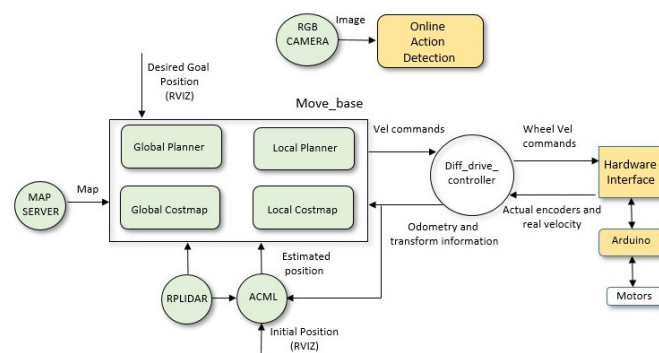 RGB
CAMERA
Image
Online
Action
Detection
Desired Goal
Position
(RVIZ)
Move_base
Global Planner
Local Planner
Global Costmap
Local Costmap
MAP
SERVER
Map
Vel commands
Diff_drive_
controller
Wheel Vel
commands
Hardware
Interface
Actual encoders and
real velocity
Odometry and
transform information
Arduino
Motors
Estimated
position
RPLIDAR
ACML
Initial Position
(RVIZ)